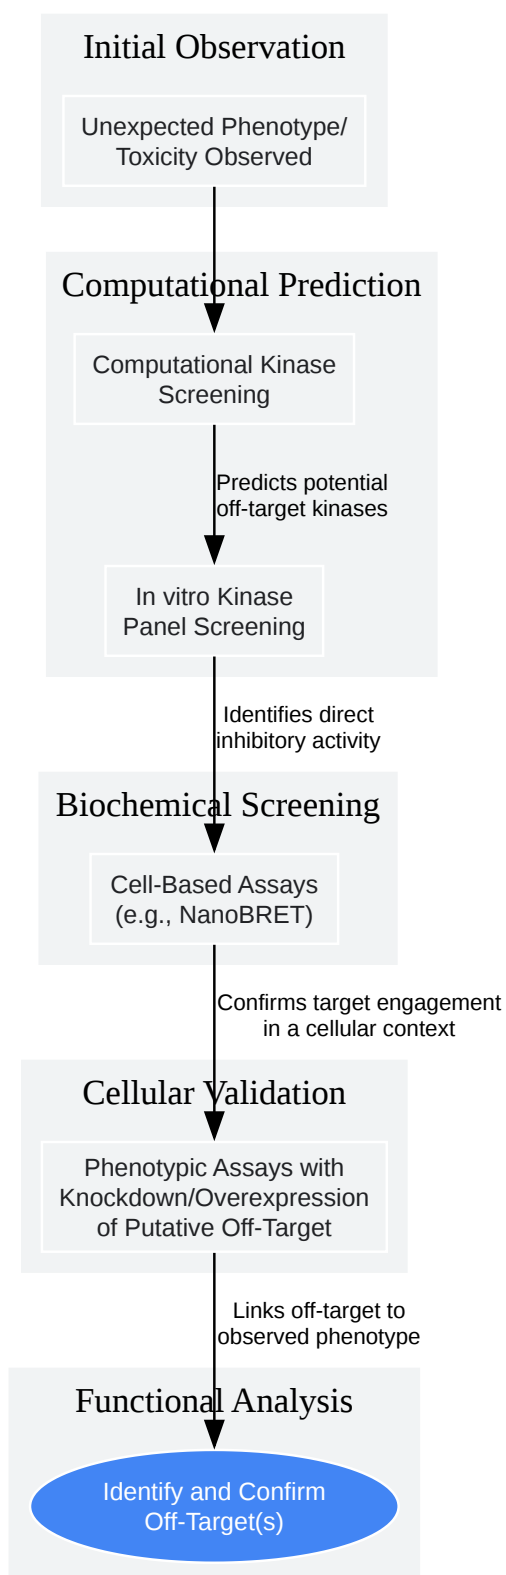 Initial Observation
Unexpected Phenotype/
Toxicity Observed
Computational Prediction
Computational Kinase
Screening
Predicts potential
off-target kinases
In vitro Kinase
Panel Screening
Identifies direct
inhibitory activity
Biochemical Screening
Cell-Based Assays
(e.g., NanoBRET)
Confirms target engagement
in a cellular context
Cellular Validation
Phenotypic Assays with
Knockdown/Overexpression
of Putative Off-Target
Links off-target to
observed phenotype
Functional Analysis
Identify and Confirm
Off-Target(s)